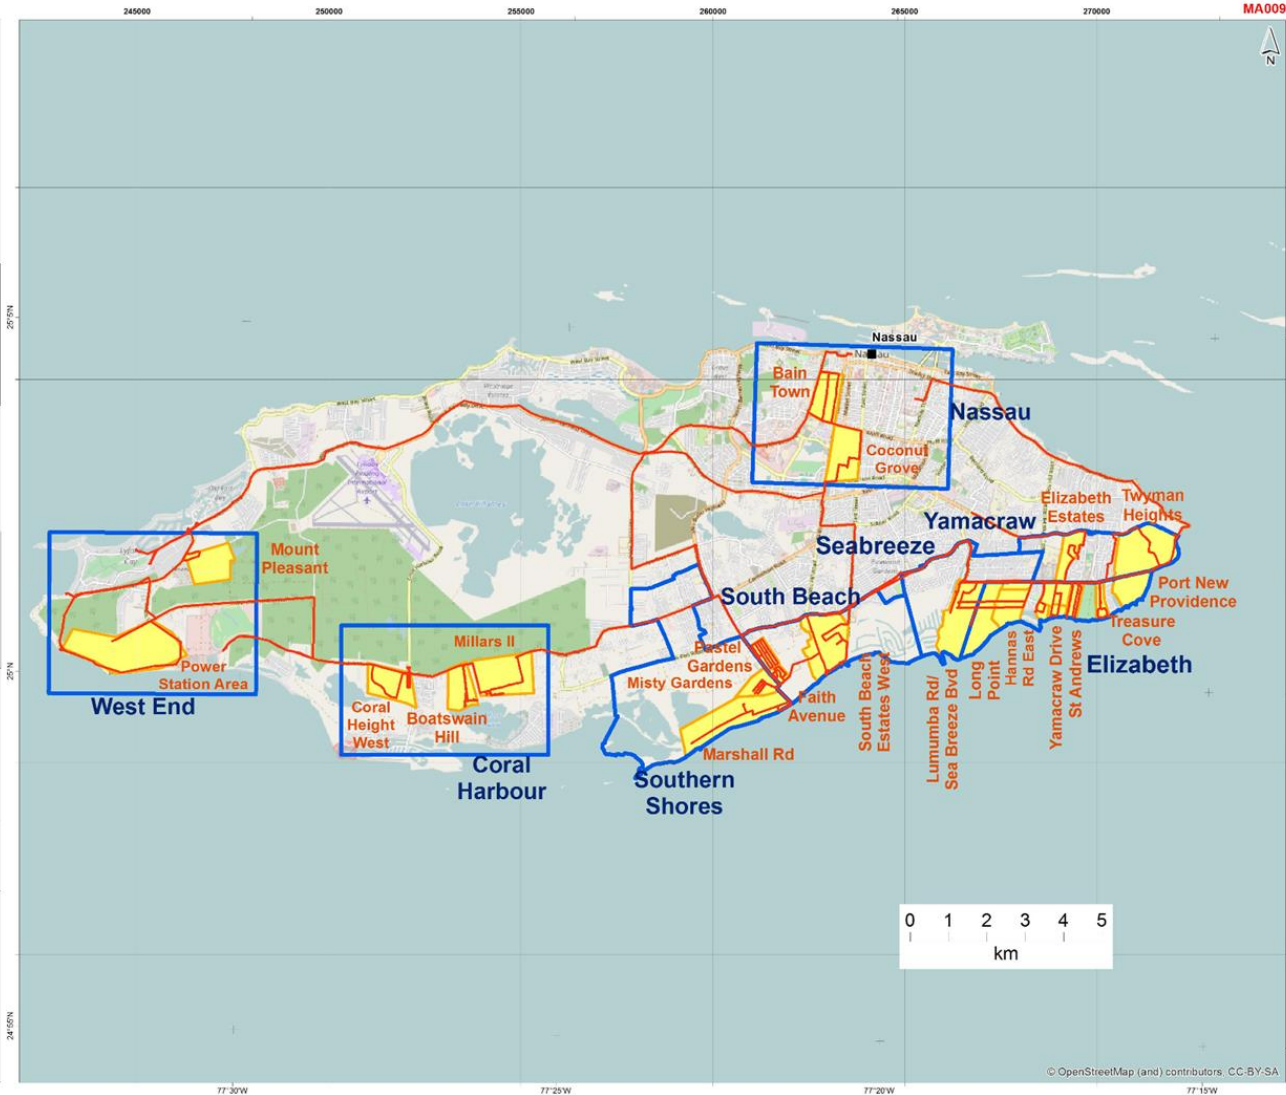 245000
250000
255000
260000
265000
270000
MA009
N
25°5'N
Nassau
Nassau
Bain
Town
Nassau
Coconut
Grove
Elizabeth
Estates
Twyman
Heights
Yamacraw
Seabreeze
Mount
Pleasant
South Beach
Port New
Providence
Treasure
Cove
Elizabeth
Millars II
Pastel
Gardens
Misty Gardens
25°N
Power
Station Area
West End
Coral
Height
West
Boatswain
Hill
Faith
Avenue
South Beach
Estates West
Lumumba Rd/
Sea Breeze Bvd
Long
Point
Hannas
Rd East
Yamacraw Drive
St Andrews
Marshall Rd
Coral
Harbour
Southern
Shores
0 1 2 3 4 5
km
24°55'N
© OpenStreetMap (and) contributors, CC-BY-SA
77°30'W
77°25'W
77°20'W
77°15'W